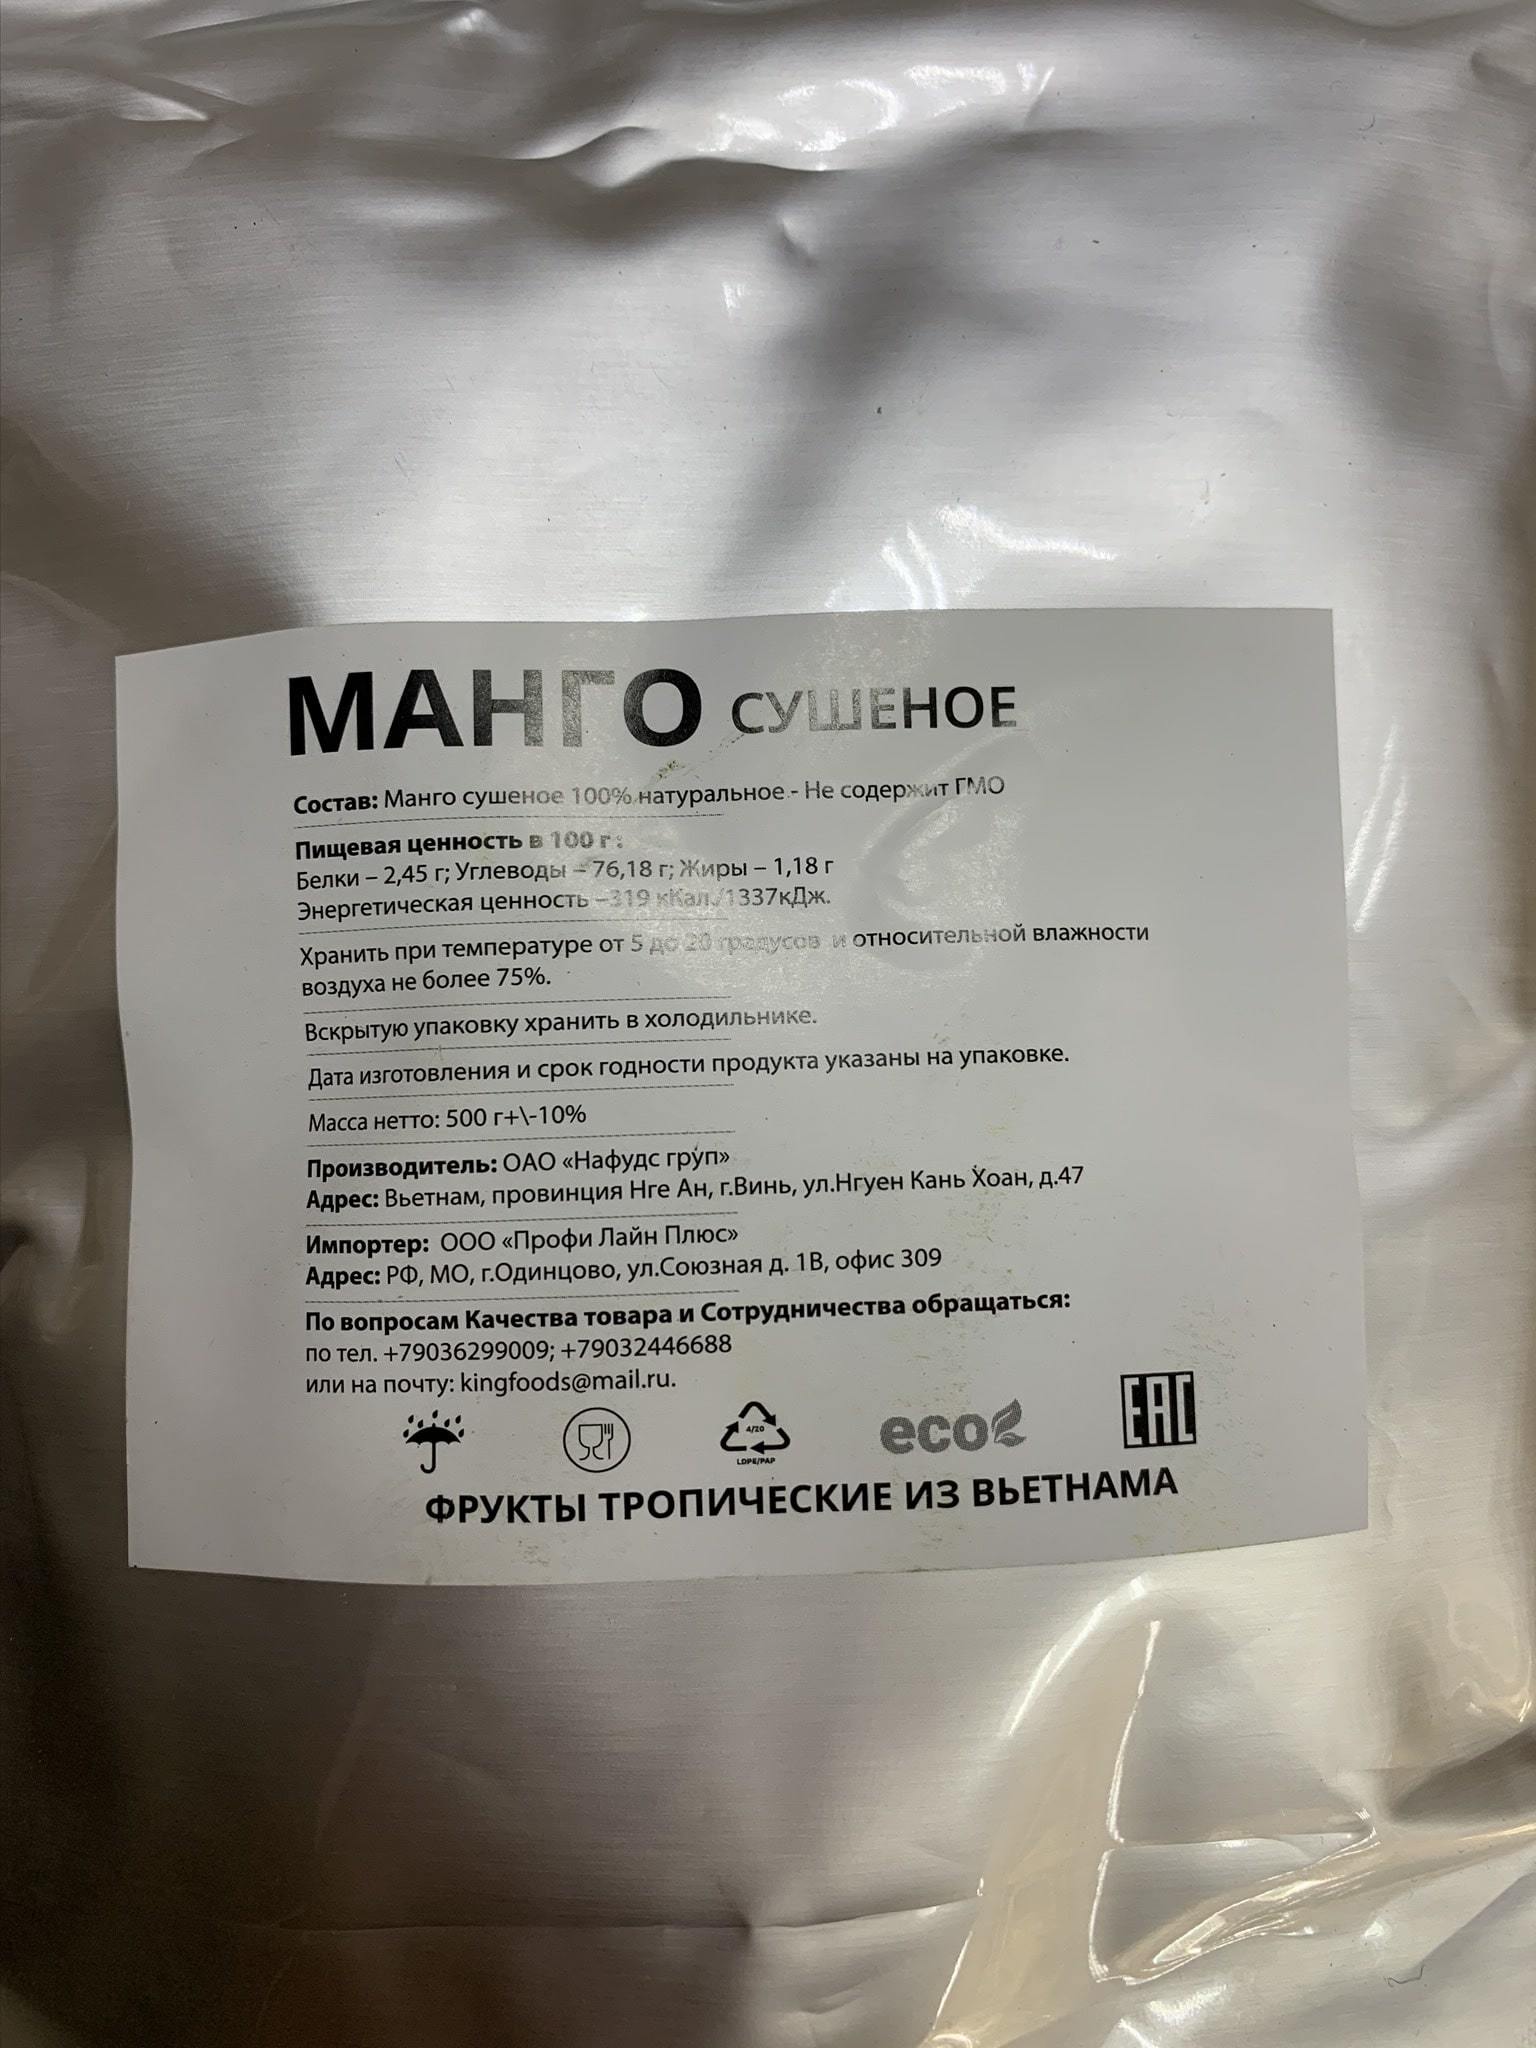 МАНГО СУШЕНОЕ
Состав: Манго сушеное 100% натуральное - Не содержит ГМО
Пищевая ценность в 100 г :
Белки – 2,45 г; Углеводы – 76,18 г; Жиры – 1,18 г
Энергетическая ценность –319 кКал./1337кДж.
Хранить при температуре от 5 до 20 градусов и относительной влажности
воздуха не более 75%.
Вскрытую упаковку хранить в холодильнике.
Дата изготовления и срок годности продукта указаны на упаковке.
Масса нетто: 500 г+\-10%
Производитель: ОАО «Нафудс груп»
Адрес: Вьетнам, провинция Нге Ан, г.Винь, ул.Нгуен Кань Хоан, д.47
Импортер: ООО «Профи Лайн Плюс»
Адрес: РФ, МО, г.Одинцово, ул.Союзная д. 1В, офис 309
По вопросам Качества товара и Сотрудничества обращаться:
по тел. +79036299009; +79032446688
или на почту: kingfoods@mail.ru.
4/20
LDPE/PAP
eco
EAC
ФРУКТЫ ТРОПИЧЕСКИЕ ИЗ ВЬЕТНАМА